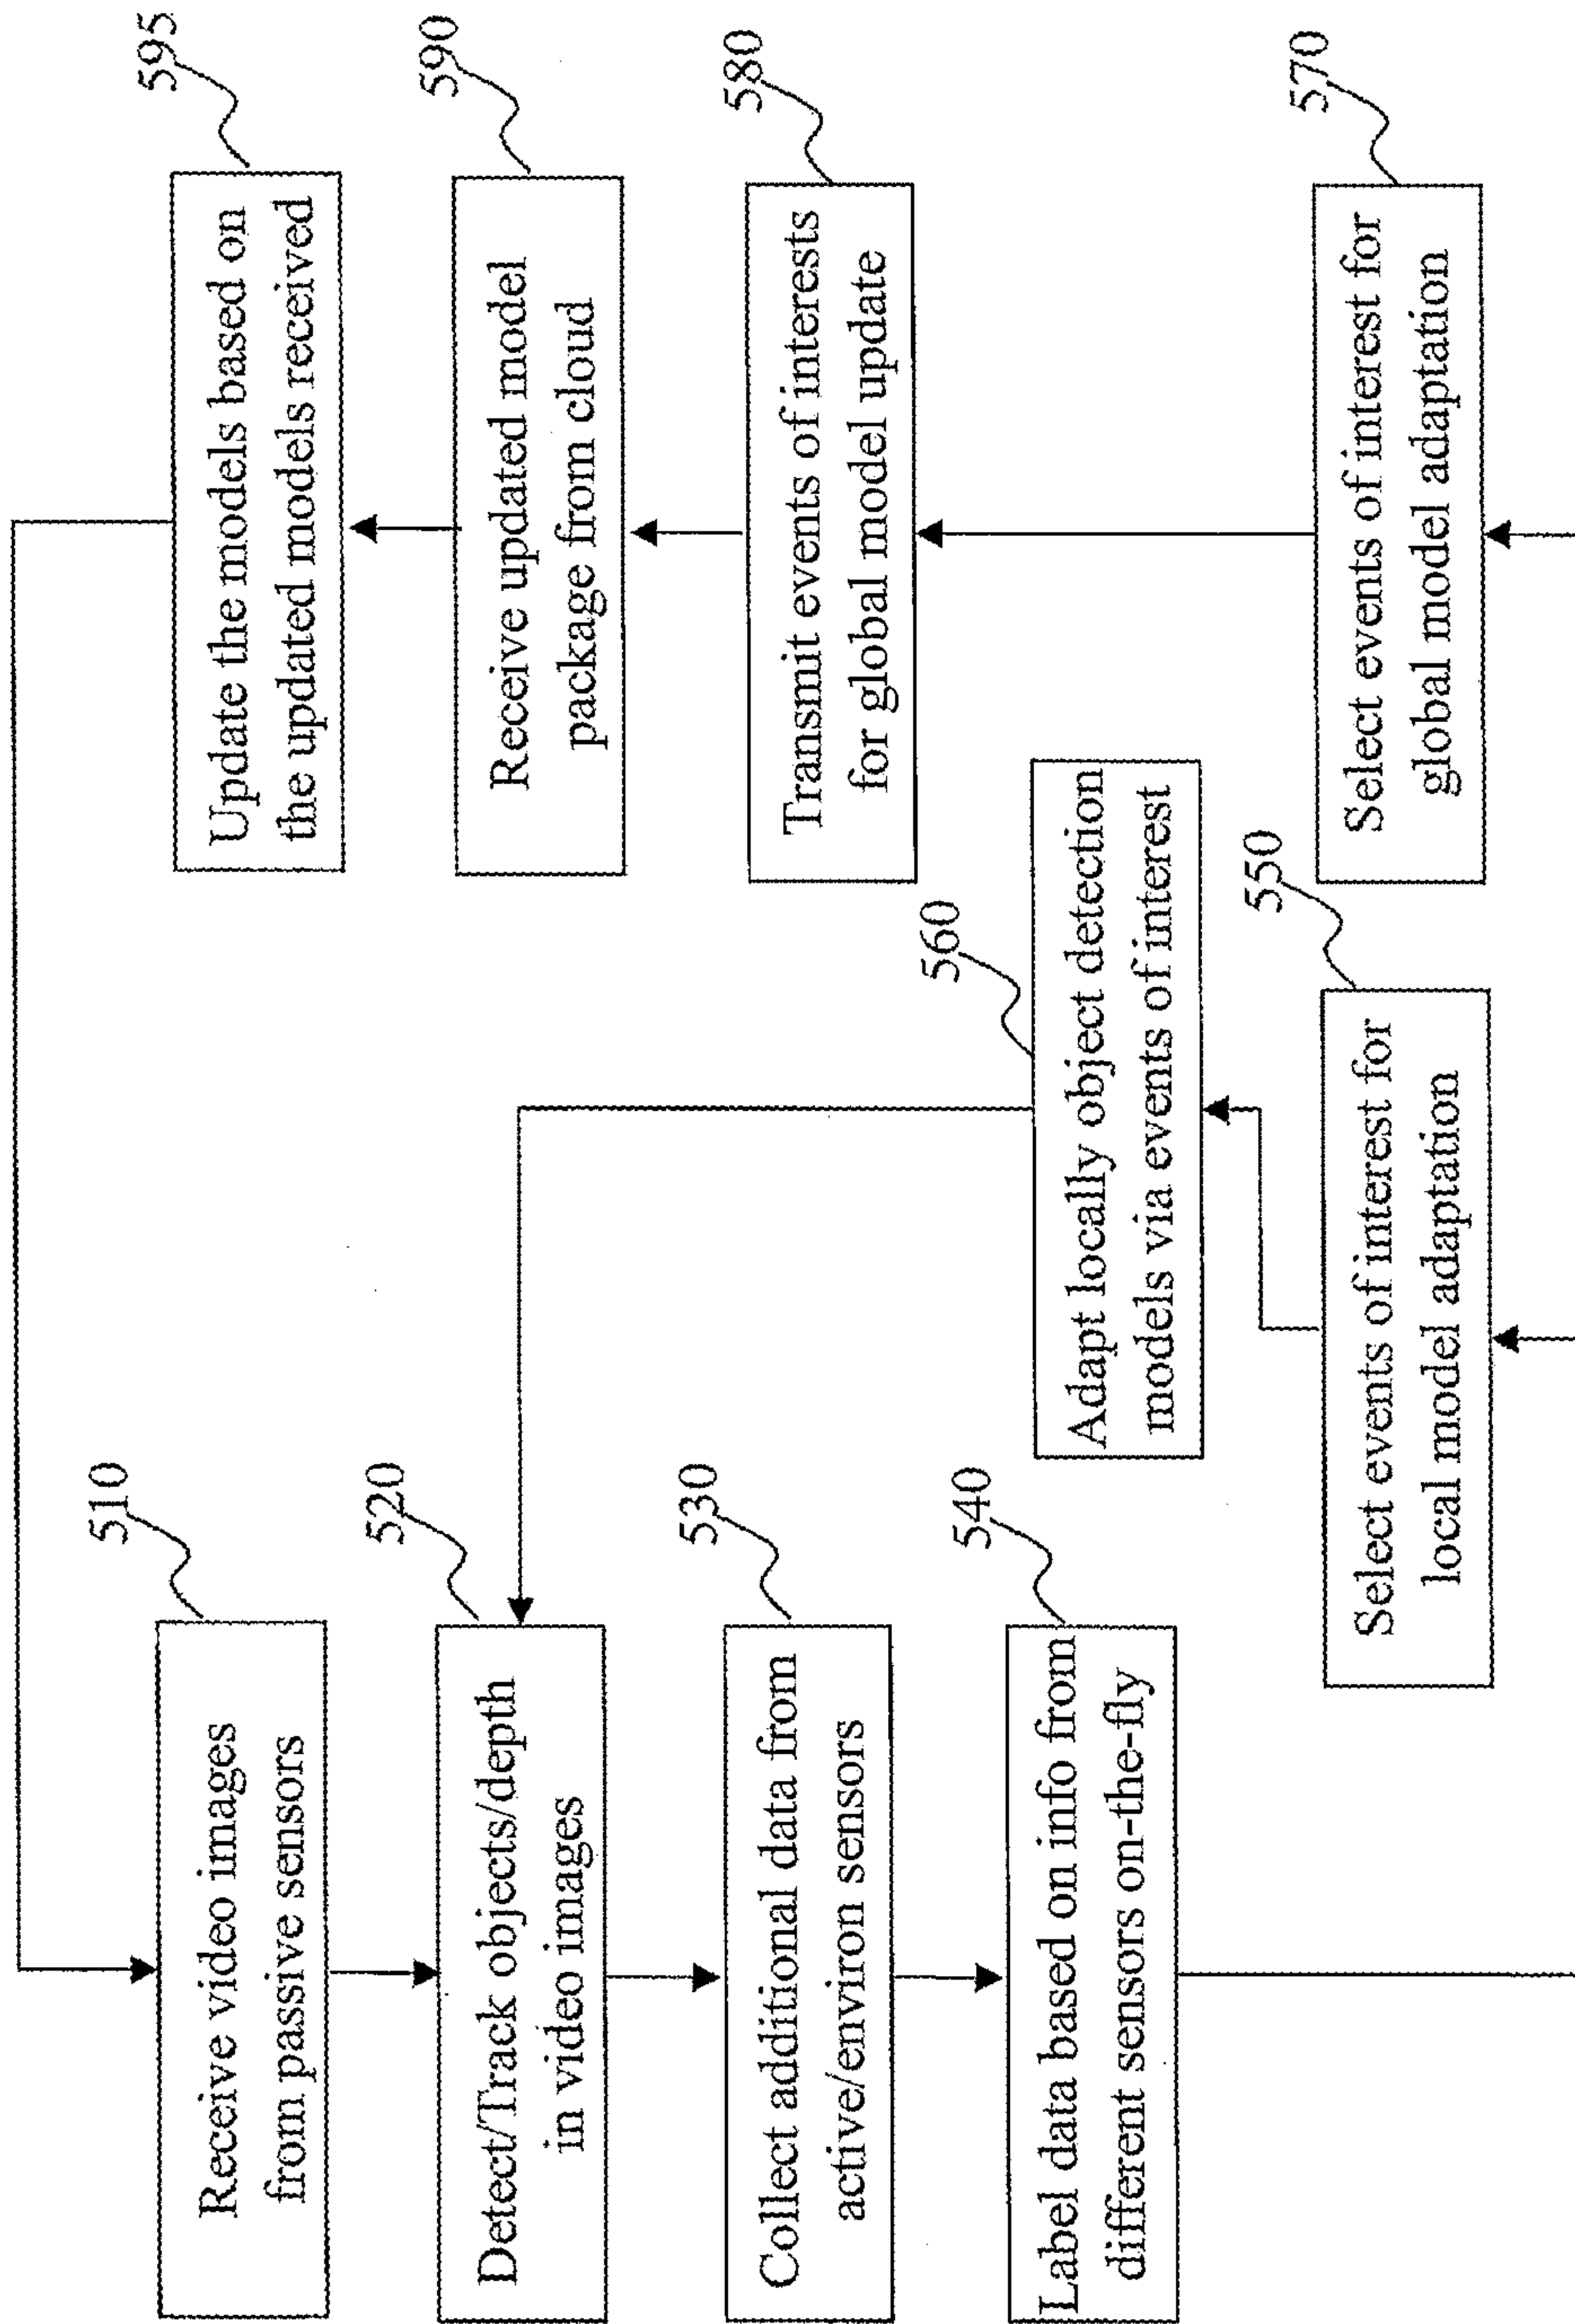 510
Receive video images
from passive sensors
520
Detect/Track objects/depth
in video images
530
Collect additional data from
active/environ sensors
540
Label data based on info from
different sensors on-the-fly
550
Select events of interest for
local model adaptation
560
Adapt locally object detection
models via events of interest
570
Select events of interest for
global model adaptation
580
Transmit events of interests
for global model update
590
Receive updated model
package from cloud
595
Update the models based on
the updated models received